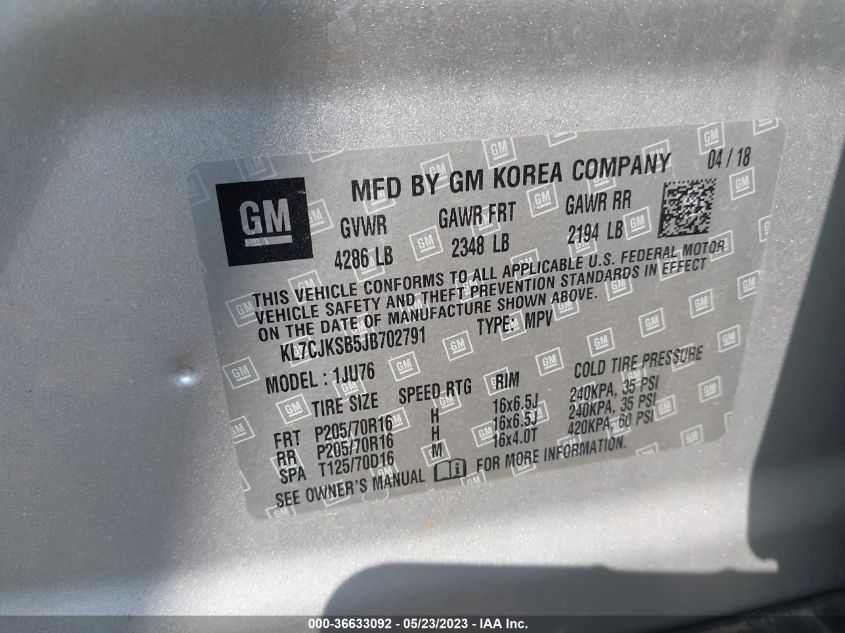 MFD BY GM KOREA COMPANY 04 / 18
GM
GVWR GAWR FRT GAWR RR
4286 LB 2348 LB 2194 LB
THIS VEHICLE CONFORMS TO ALL APPLICABLE U.S. FEDERAL MOTOR
VEHICLE SAFETY AND THEFT PREVENTION STANDARDS IN EFFECT
ON THE DATE OF MANUFACTURE SHOWN ABOVE.
KL7CJKSB5JB702791 TYPE: MPV
MODEL : 1JU76
TIRE SIZE SPEED RTG RIM COLD TIRE PRESSURE
FRT P205/70R16 H 16x6.5J 240KPA, 35 PSI
RR P205/70R16 H 16x6.5J 240KPA, 35 PSI
SPA T125/70D16 M 16x4.0T 420KPA, 60 PSI
SEE OWNER'S MANUAL FOR MORE INFORMATION.
000-36633092 - 05/23/2023 - IAA Inc.